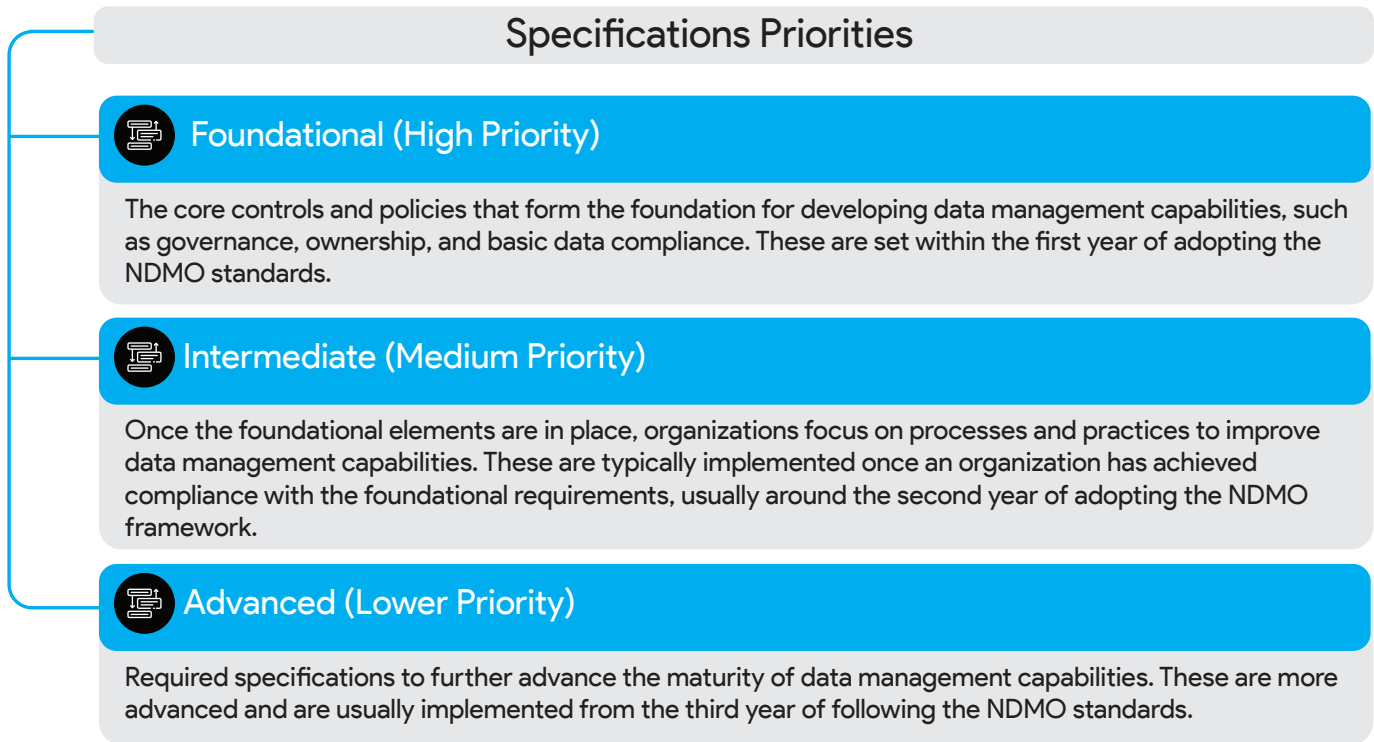 Specifications Priorities
Foundational (High Priority)
The core controls and policies that form the foundation for developing data management capabilities, such
as governance, ownership, and basic data compliance. These are set within the first year of adopting the
NDMO standards.
Intermediate (Medium Priority)
Once the foundational elements are in place, organizations focus on processes and practices to improve
data management capabilities. These are typically implemented once an organization has achieved
compliance with the foundational requirements, usually around the second year of adopting the NDMO
framework.
Advanced (Lower Priority)
Required specifications to further advance the maturity of data management capabilities. These are more
advanced and are usually implemented from the third year of following the NDMO standards.